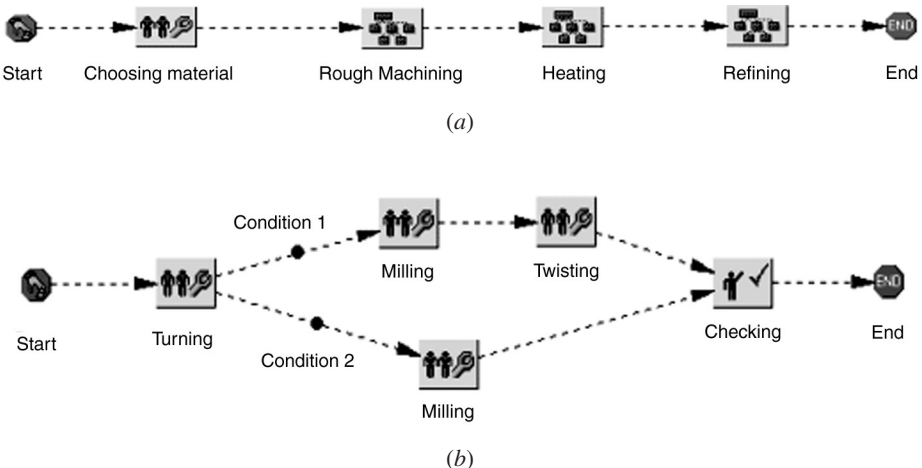 END
Start
Choosing material
Rough Machining
Heating
Refining
End
(a)
Condition 1
Milling
Twisting
END
Start
Turning
Checking
End
Condition 2
Milling
(b)